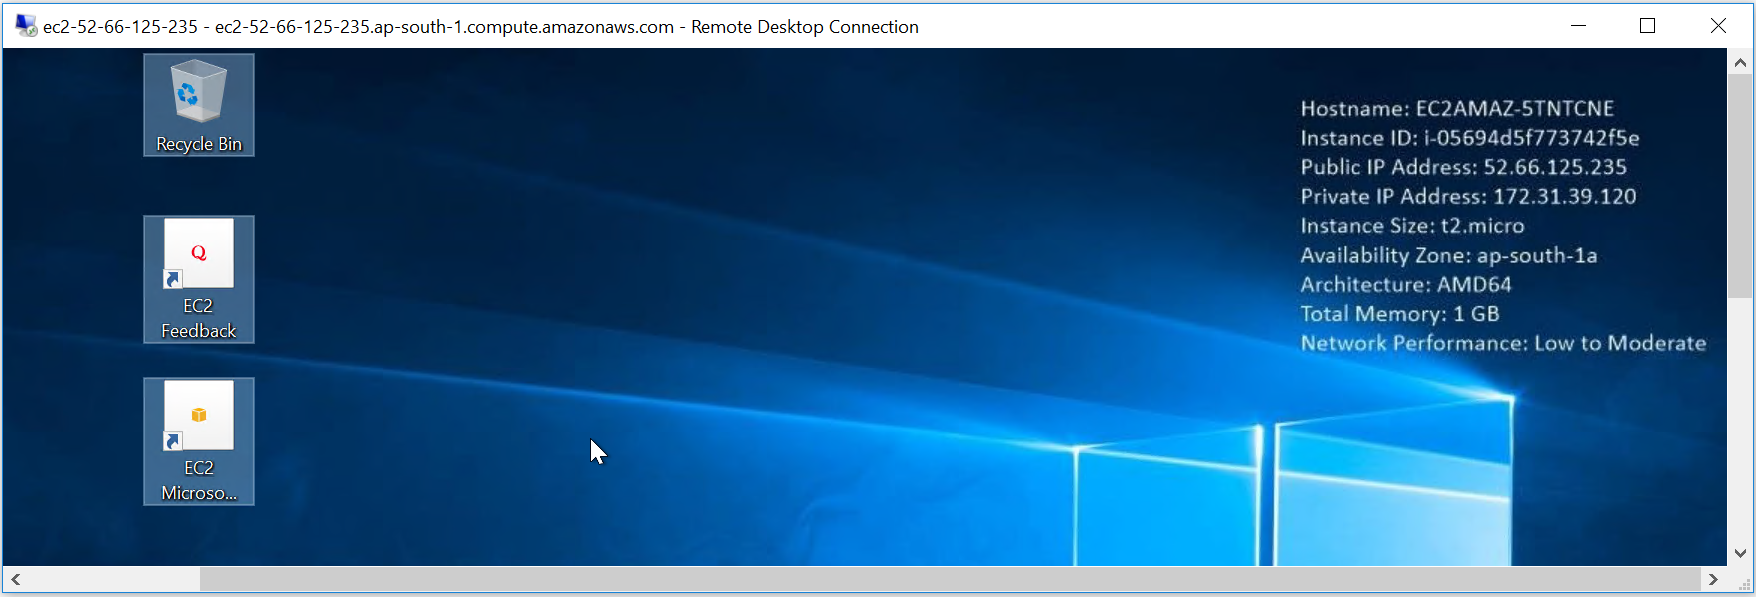 ec2-52-66-125-235 - ec2-52-66-125-235.ap-south-1.compute.amazonaws.com - Remote Desktop Connection
Recycle Bin
Q
EC2
Feedback
EC2
Microso...
Hostname: EC2AMAZ-5TNTCNE
Instance ID: i-05694d5f773742f5e
Public IP Address: 52.66.125.235
Private IP Address: 172.31.39.120
Instance Size: t2.micro
Availability Zone: ap-south-1a
Architecture: AMD64
Total Memory: 1 GB
Network Performance: Low to Moderate